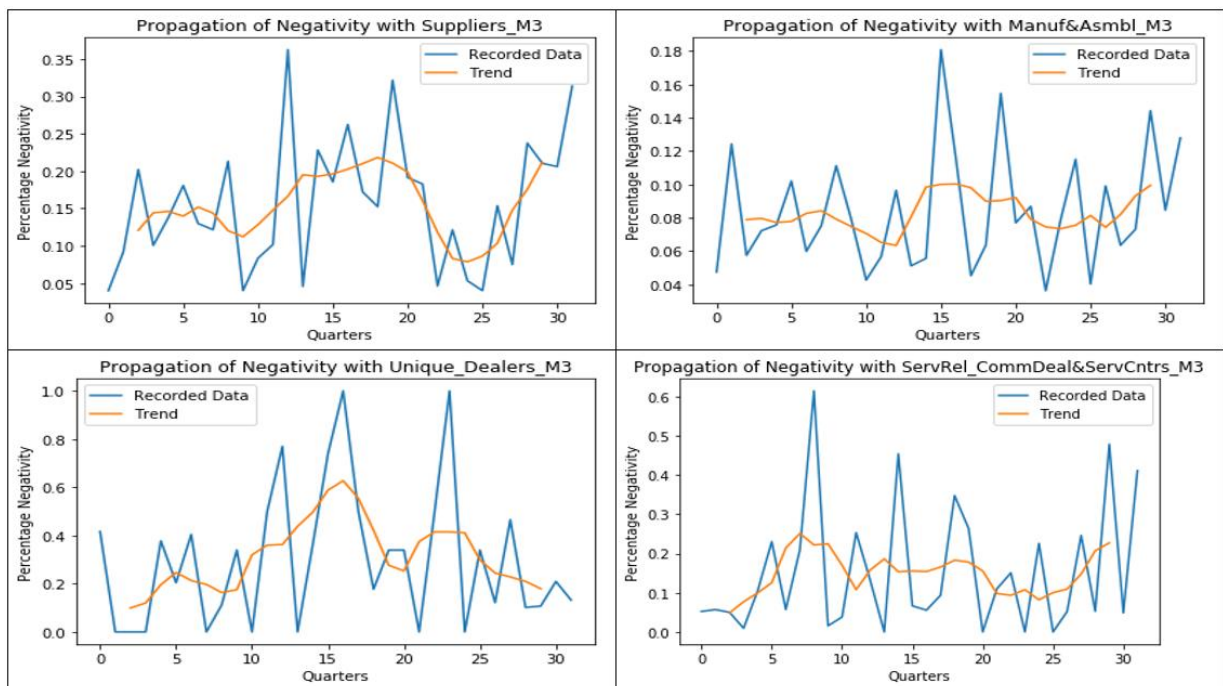 Propagation of Negativity with Suppliers_M3
Recorded Data
Trend
Percentage Negativity
0.35
0.30
0.25
0.20
0.15
0.10
0.05
0 5 10 15 20 25 30
Quarters
Propagation of Negativity with Manuf&Asmbl_M3
Recorded Data
Trend
Percentage Negativity
0.18
0.16
0.14
0.12
0.10
0.08
0.06
0.04
0 5 10 15 20 25 30
Quarters
Propagation of Negativity with Unique_Dealers_M3
Recorded Data
Trend
Percentage Negativity
1.0
0.8
0.6
0.4
0.2
0.0
0 5 10 15 20 25 30
Quarters
Propagation of Negativity with ServRel_CommDeal&ServCntrs_M3
Recorded Data
Trend
Percentage Negativity
0.6
0.5
0.4
0.3
0.2
0.1
0.0
0 5 10 15 20 25 30
Quarters